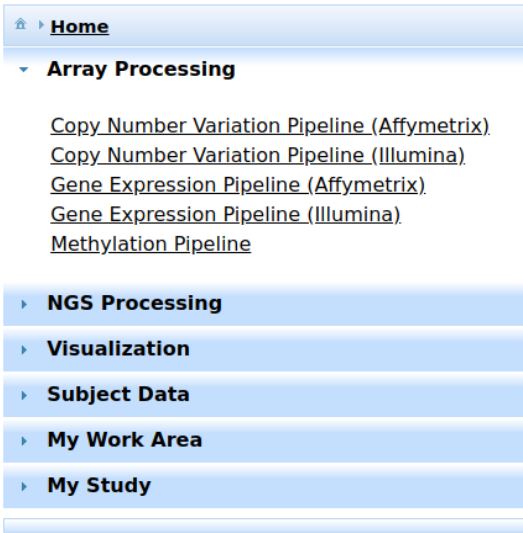 Home
Array Processing
Copy Number Variation Pipeline (Affymetrix)
Copy Number Variation Pipeline (Illumina)
Gene Expression Pipeline (Affymetrix)
Gene Expression Pipeline (Illumina)
Methylation Pipeline
NGS Processing
Visualization
Subject Data
My Work Area
My Study